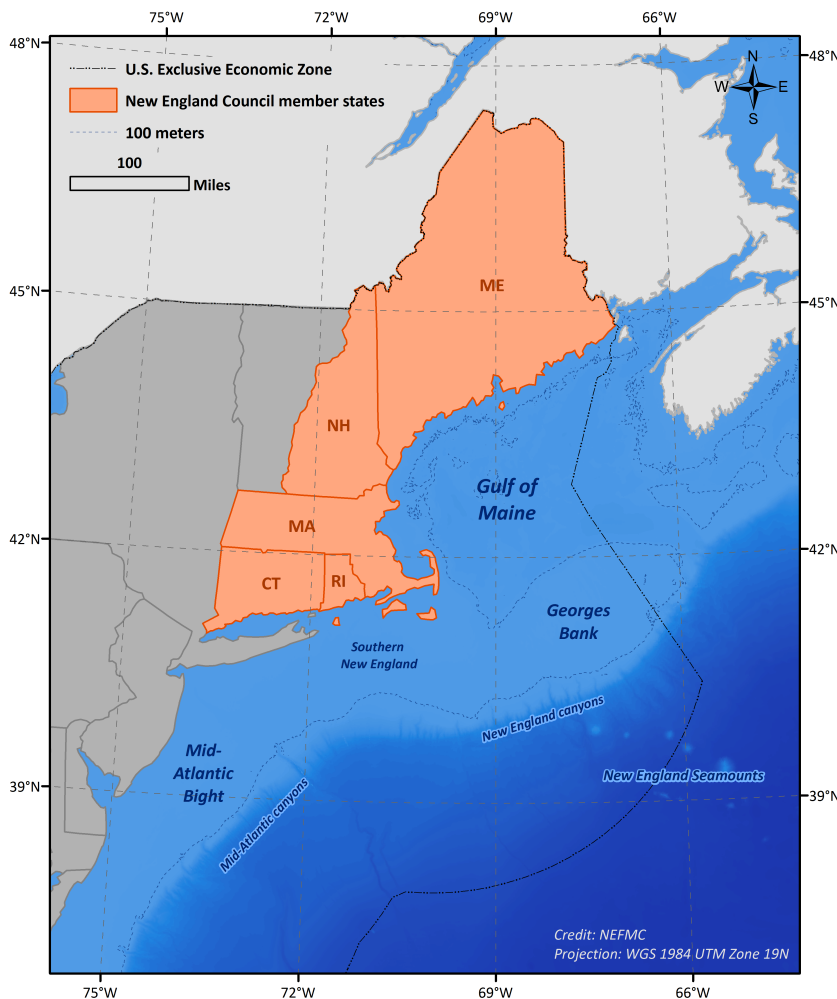 75°W 72°W 69°W 66°W
48°N 48°N
N
W E
S
U.S. Exclusive Economic Zone
New England Council member states
100 meters
100
Miles
ME
45°N 45°N
NH
Gulf of
Maine
MA
42°N 42°N
CT RI
Georges
Bank
Southern
New England
New England canyons
Mid-
Atlantic
Bight
New England Seamounts
39°N 39°N
Mid-Atlantic canyons
Credit: NEFMC
Projection: WGS 1984 UTM Zone 19N
75°W 72°W 69°W 66°W